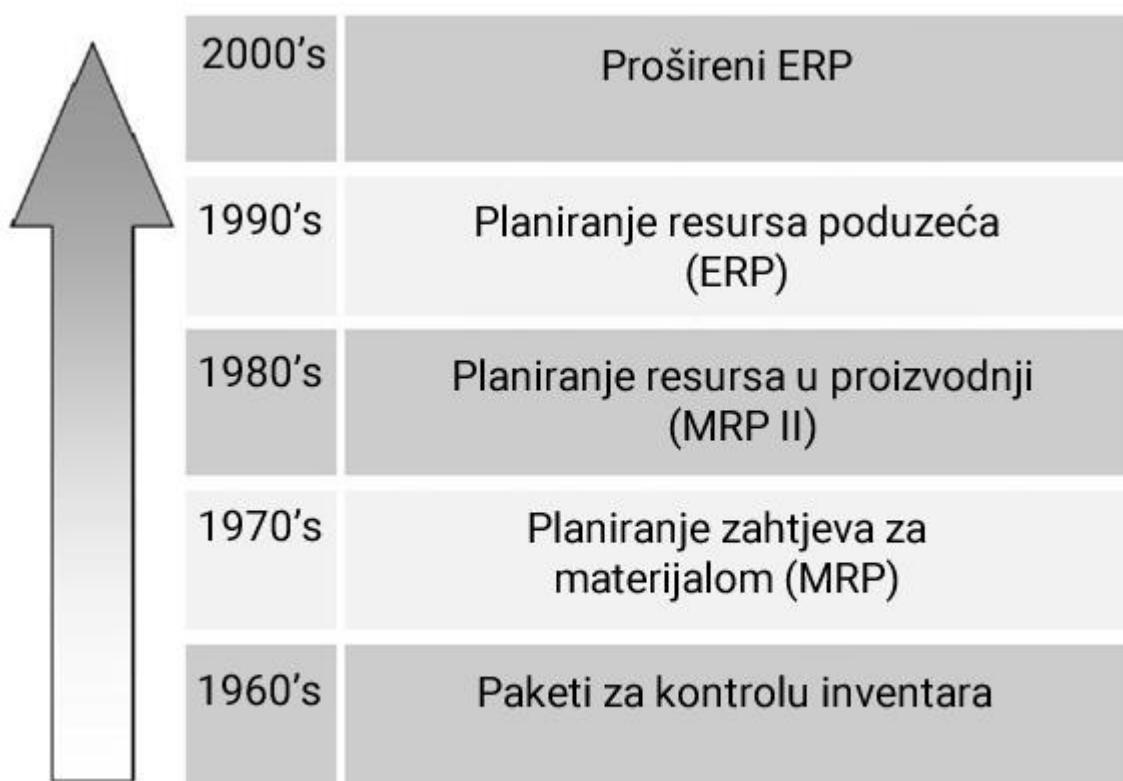 2000’s
Prošireni ERP
1990’s
Planiranje resursa poduzeća
(ERP)
1980’s
Planiranje resursa u proizvodnji
(MRP II)
1970’s
Planiranje zahtjeva za
materijalom (MRP)
1960’s
Paketi za kontrolu inventara